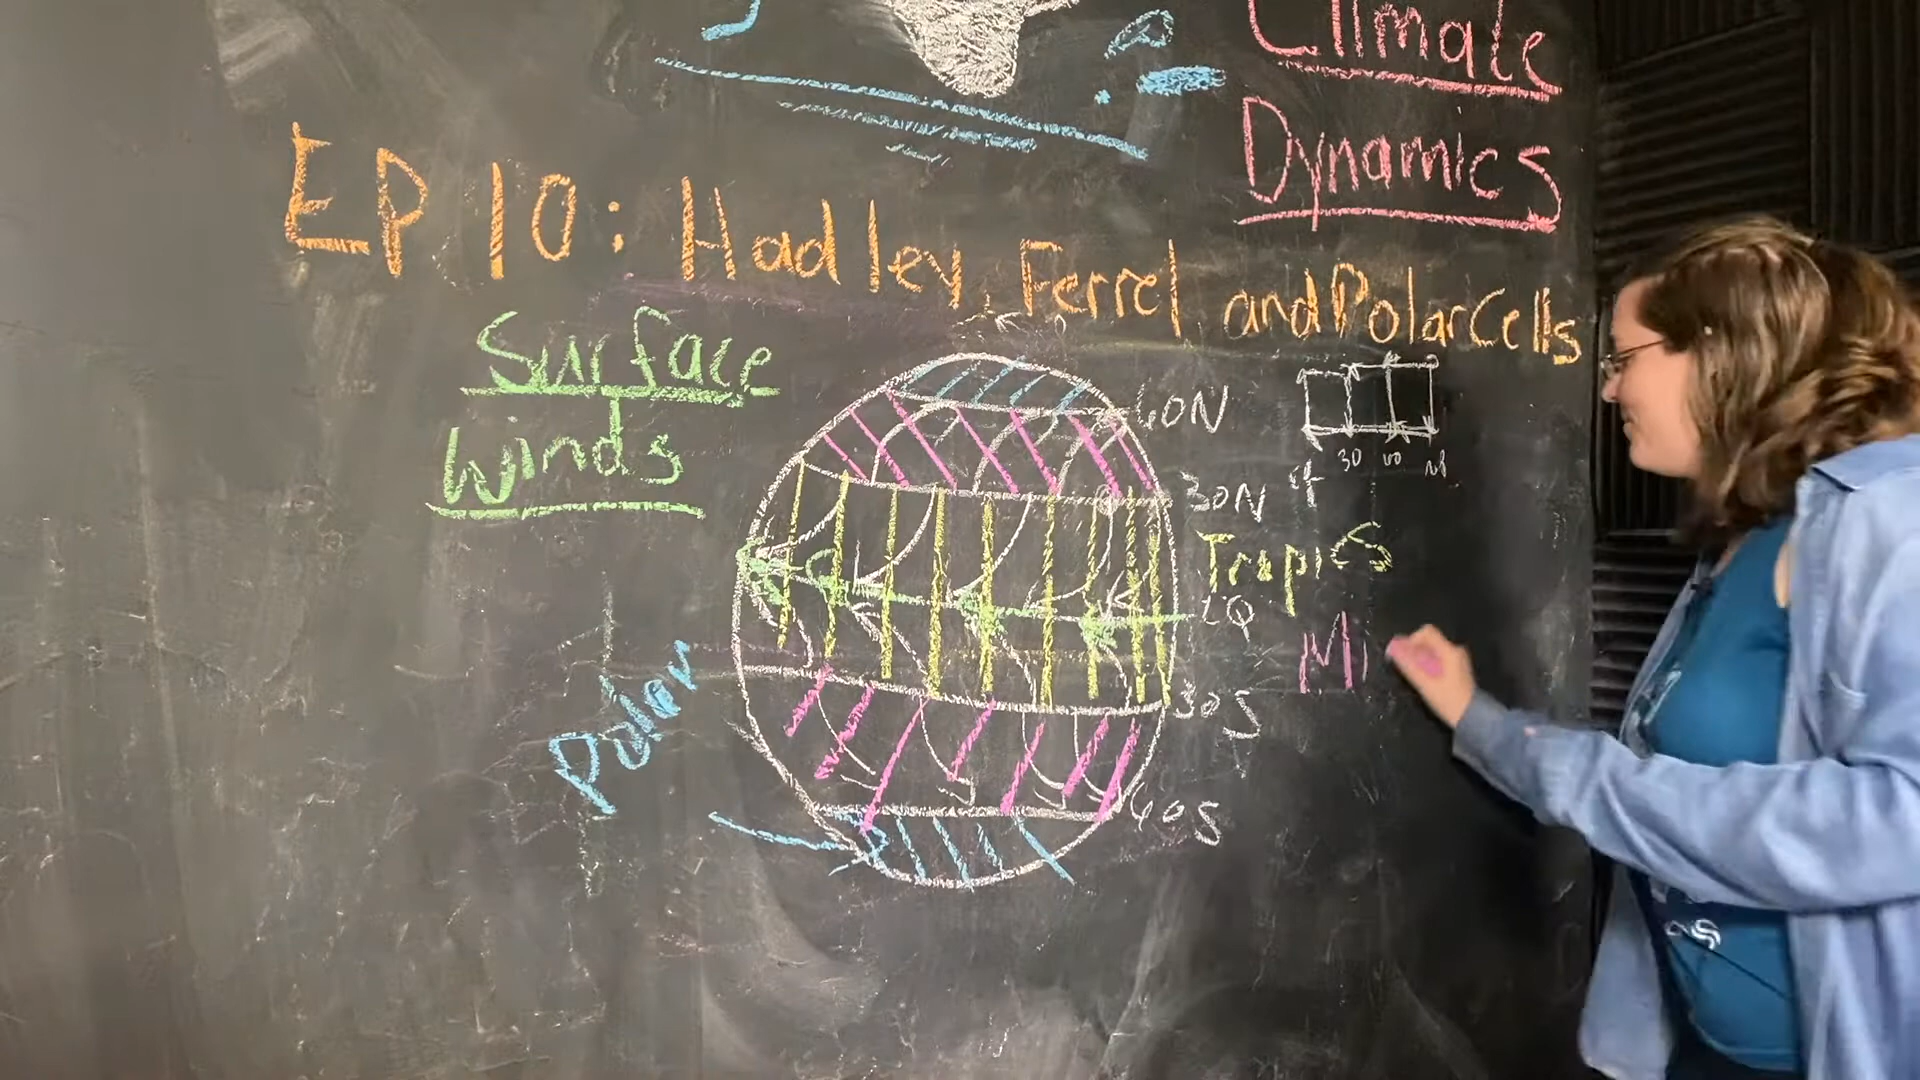 Climate
Dynamics
EP 10: Hadley, Ferrel and Polar Cells
Surface
Winds
60N
30 60
30N
Tropics
EQ
Mi
30S
Polar
60S